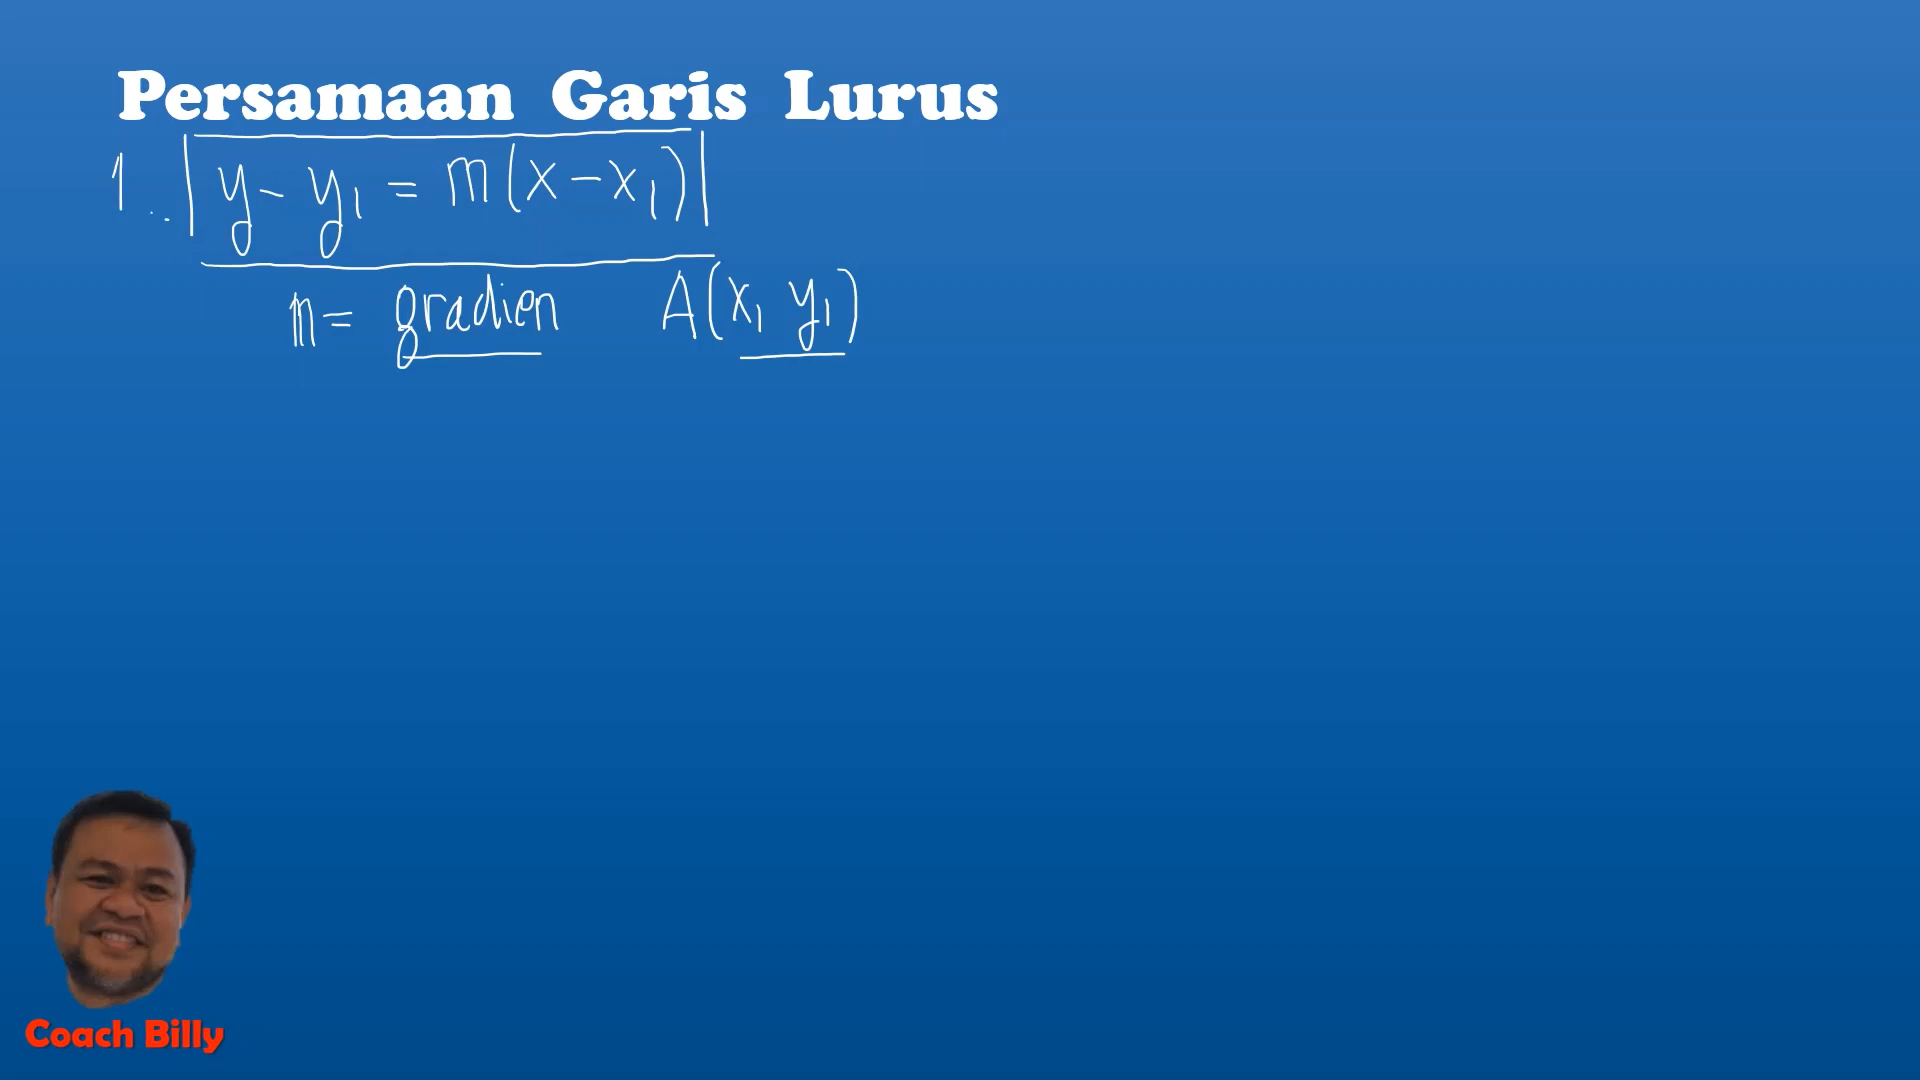 Persamaan Garis Lurus
1.. y - y₁ = m(x - x₁)
m = gradien A(x₁ y₁)
Coach Billy